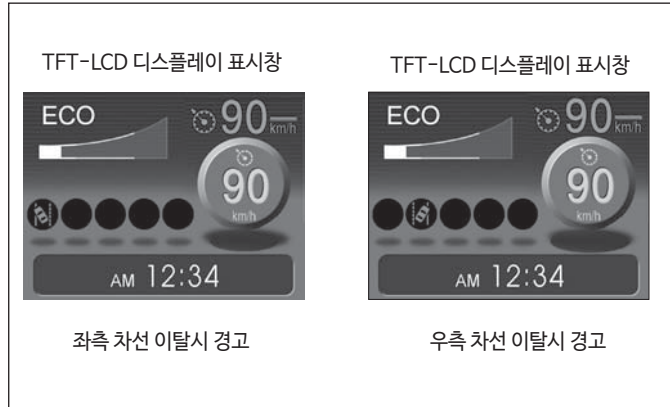 TFT-LCD 디스플레이 표시창
ECO
90 km/h
90
km/h
AM 12:34
좌측 차선 이탈시 경고
TFT-LCD 디스플레이 표시창
ECO
90 km/h
90
km/h
AM 12:34
우측 차선 이탈시 경고